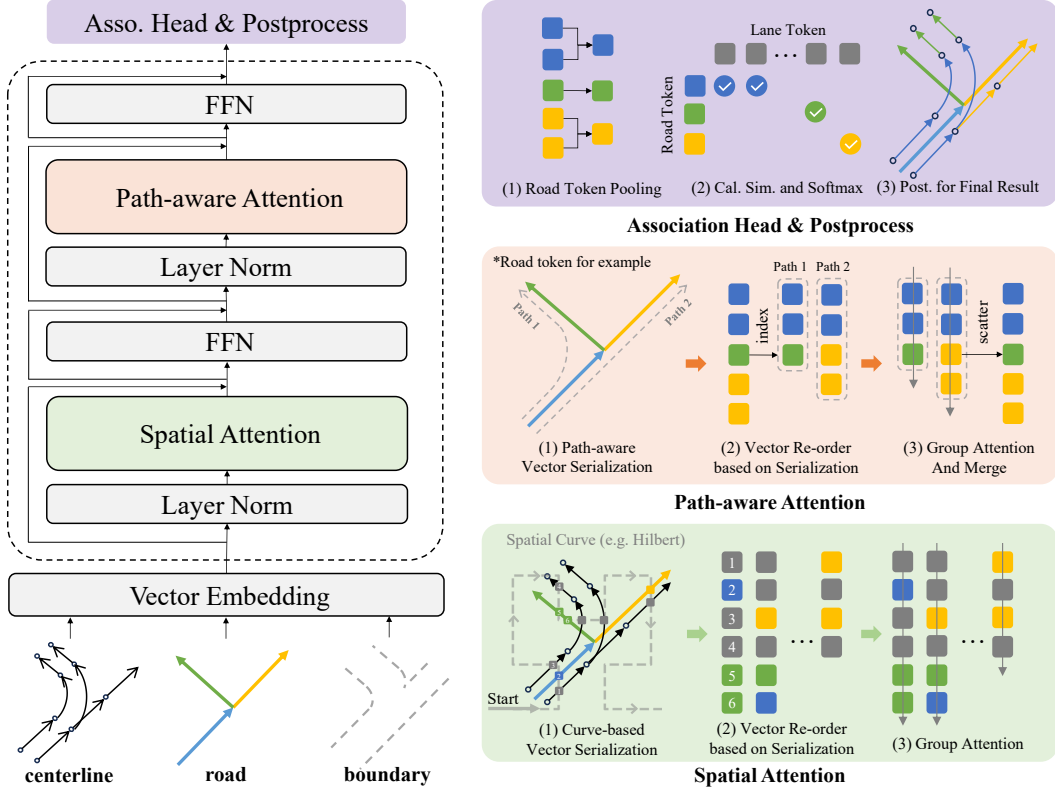 Asso. Head & Postprocess
FFN
Path-aware Attention
Layer Norm
FFN
Spatial Attention
Layer Norm
Vector Embedding
centerline
road
boundary
Lane Token
Road Token
(1) Road Token Pooling
(2) Cal. Sim. and Softmax
(3) Post. for Final Result
Association Head & Postprocess
*Road token for example
Path 1
Path 2
Path 1
Path 2
index
scatter
(1) Path-aware
Vector Serialization
(2) Vector Re-order
based on Serialization
(3) Group Attention
And Merge
Path-aware Attention
Spatial Curve (e.g. Hilbert)
5
6
3
2
1
Start
1
2
3
4
5
6
(1) Curve-based
Vector Serialization
(2) Vector Re-order
based on Serialization
(3) Group Attention
Spatial Attention